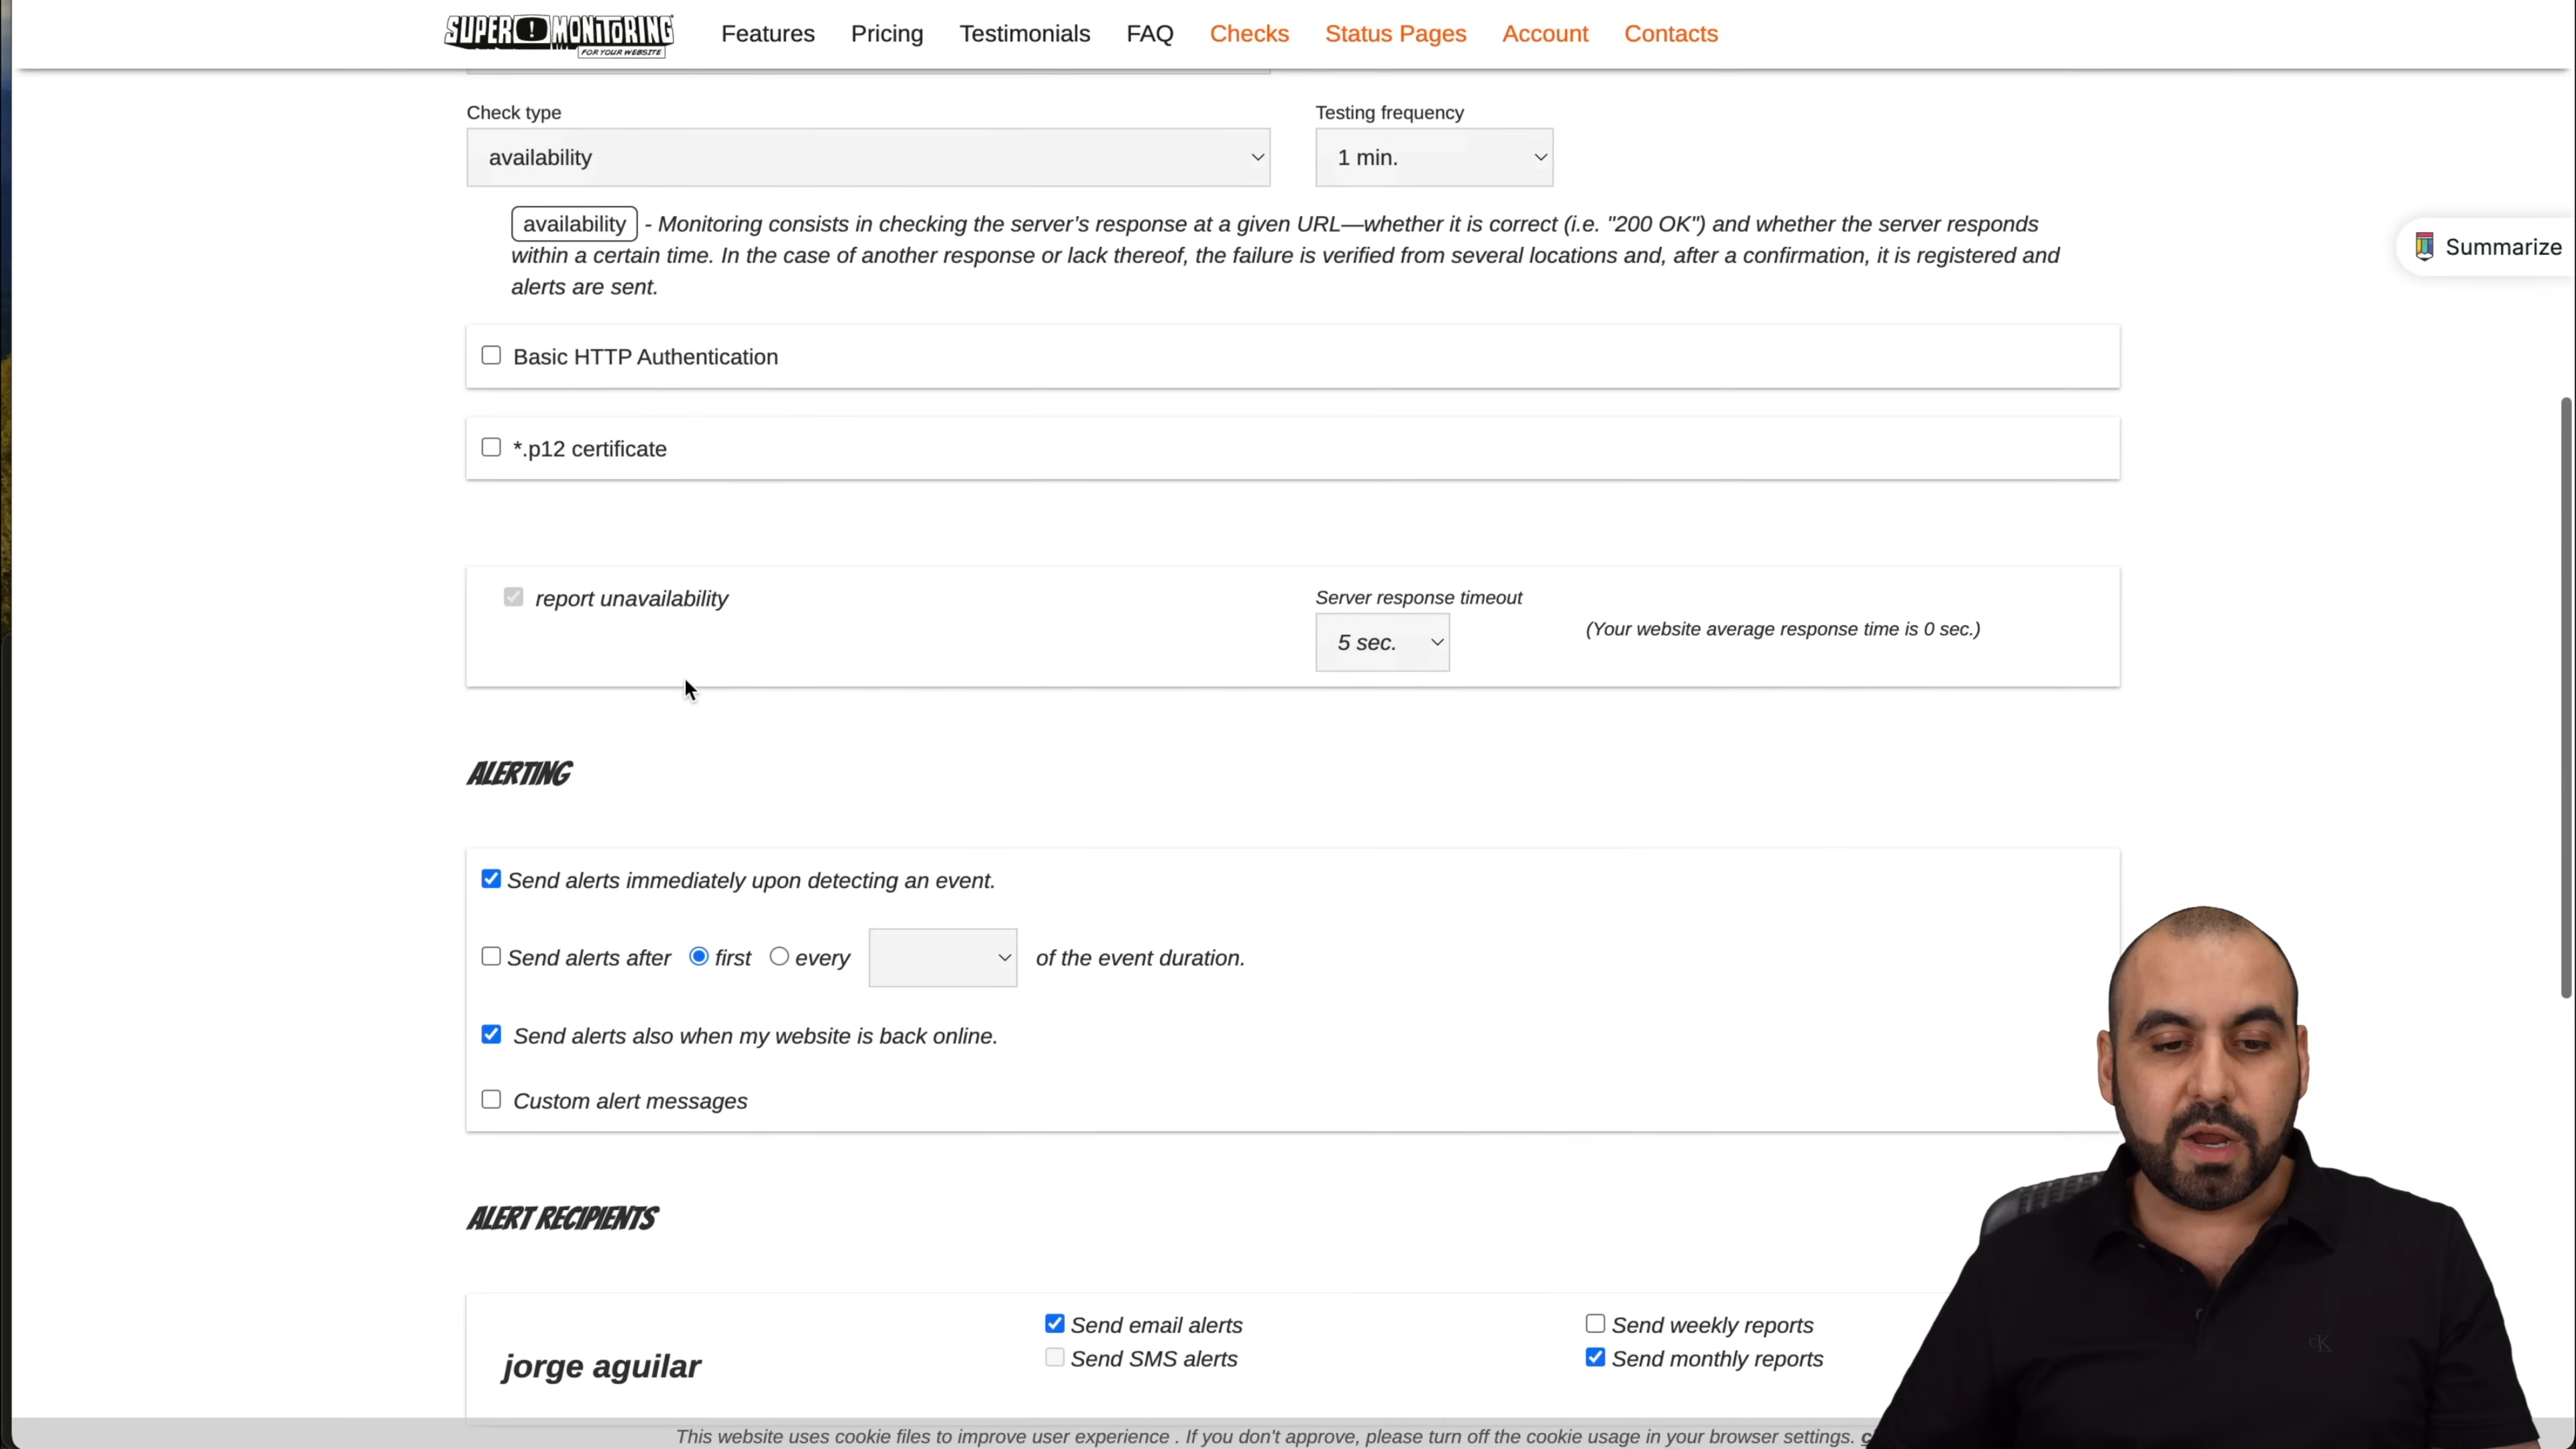 SUPER ! MONITORING
FOR YOUR WEBSITE
Features Pricing Testimonials FAQ Checks Status Pages Account Contacts
Check type
Testing frequency
availability
1 min.
availability - Monitoring consists in checking the server's response at a given URL—whether it is correct (i.e. "200 OK") and whether the server responds
within a certain time. In the case of another response or lack thereof, the failure is verified from several locations and, after a confirmation, it is registered and
alerts are sent.
Summarize
Basic HTTP Authentication
*.p12 certificate
report unavailability
Server response timeout
5 sec.
(Your website average response time is 0 sec.)
ALERTING
Send alerts immediately upon detecting an event.
Send alerts after first every of the event duration.
Send alerts also when my website is back online.
Custom alert messages
ALERT RECIPIENTS
jorge aguilar
Send email alerts
Send SMS alerts
Send weekly reports
Send monthly reports
This website uses cookie files to improve user experience . If you don't approve, please turn off the cookie usage in your browser settings.